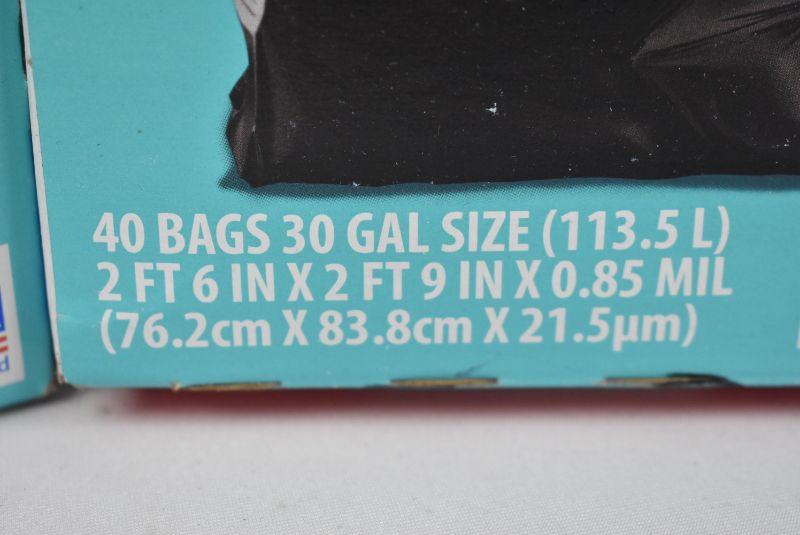 40 BAGS 30 GAL SIZE (113.5 L)
2 FT 6 IN X 2 FT 9 IN X 0.85 MIL
(76.2cm X 83.8cm X 21.5µm)